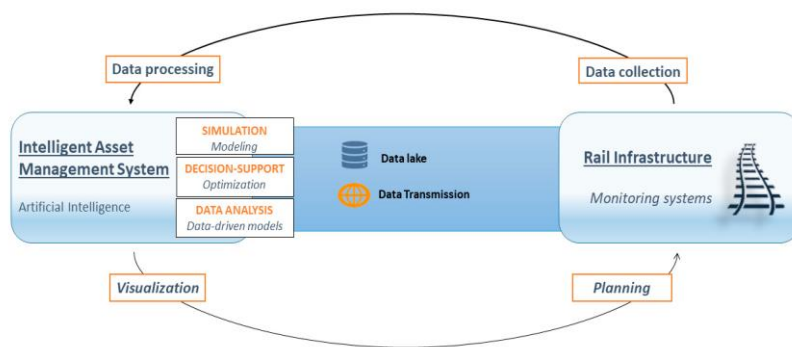 Data processing
Data collection
Intelligent Asset
Management System
Artificial Intelligence
SIMULATION
Modeling
DECISION-SUPPORT
Optimization
DATA ANALYSIS
Data-driven models
Data lake
Data Transmission
Rail Infrastructure
Monitoring systems
Visualization
Planning